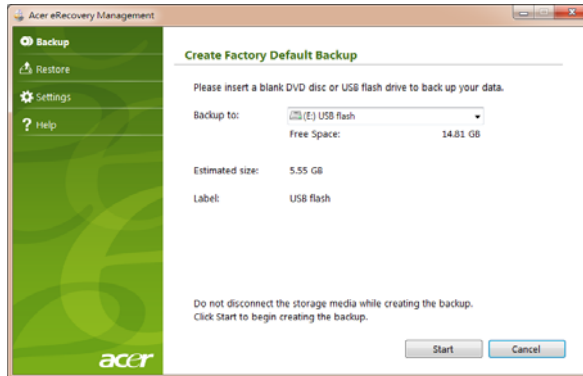 Acer eRecovery Management
Backup
Restore
Settings
Help
Create Factory Default Backup
Please insert a blank DVD disc or USB flash drive to back up your data.
Backup to: (E:) USB flash
Free Space: 14.81 GB
Estimated size: 5.55 GB
Label: USB flash
Do not disconnect the storage media while creating the backup.
Click Start to begin creating the backup.
Start Cancel
acer